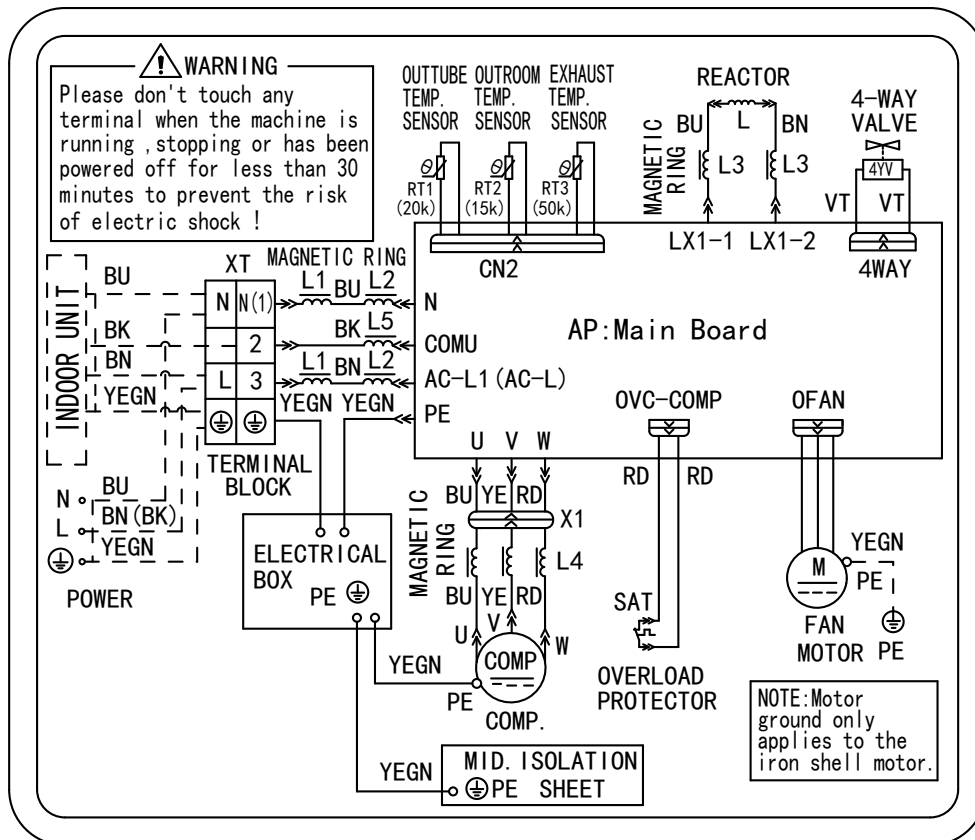 WARNING
Please don't touch any
terminal when the machine is
running ,stopping or has been
powered off for less than 30
minutes to prevent the risk
of electric shock !
OUTTUBE OUTROOM EXHAUST
TEMP. TEMP. TEMP.
SENSOR SENSOR SENSOR
θ θ θ
RT1 RT2 RT3
(20k) (15k) (50k)
CN2
REACTOR
BU L BN
MAGNETIC
RING
L3 L3
LX1-1 LX1-2
4-WAY
VALVE
4YV
VT VT
4WAY
AP:Main Board
INDOOR UNIT
BU
BK
BN
YEGN
XT
N N(1)
2
L 3
TERMINAL
BLOCK
MAGNETIC RING
L1 BU L2
N
BK L5
COMU
L1 BN L2
AC-L1(AC-L)
YEGN YEGN
PE
N BU
L BN(BK)
YEGN
POWER
ELECTRICAL
BOX
PE
U V W
BU YE RD
X1
MAGNETIC
RING
L4
BU YE RD
U V W
COMP
YEGN
PE
COMP.
YEGN
MID. ISOLATION
PE SHEET
OVC-COMP
RD RD
SAT
OVERLOAD
PROTECTOR
OFAN
M
YEGN
PE
FAN
MOTOR PE
NOTE:Motor
ground only
applies to the
iron shell motor.